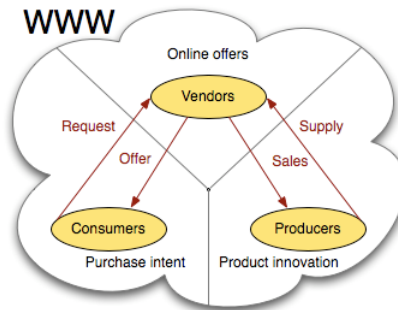 WWW
Online offers
Vendors
Request
Supply
Offer
Sales
Consumers
Producers
Purchase intent
Product innovation